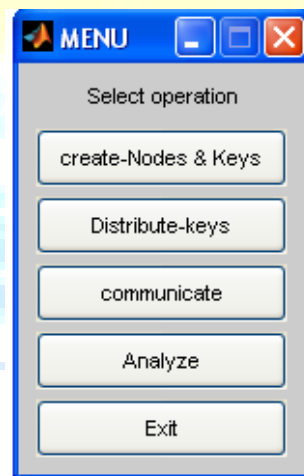 MENU
Select operation
create-Nodes & Keys
Distribute-keys
communicate
Analyze
Exit